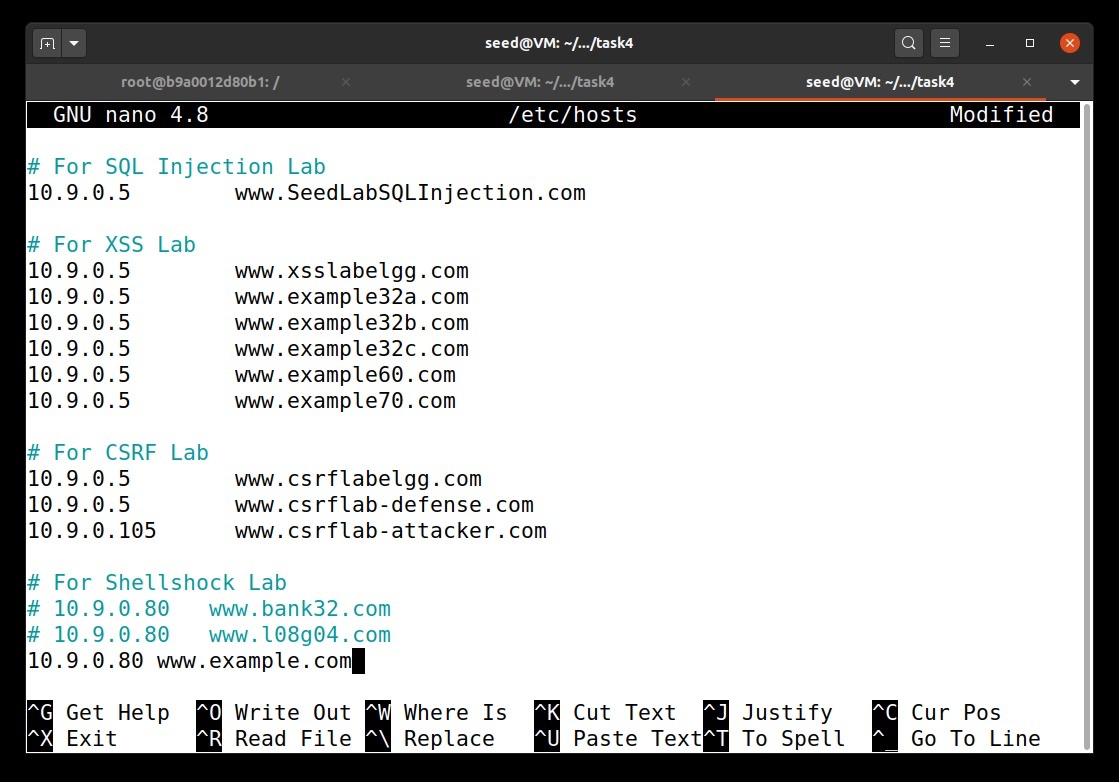 seed@VM: ~/.../task4
root@b9a0012d80b1: / seed@VM: ~/.../task4 seed@VM: ~/.../task4
GNU nano 4.8 /etc/hosts Modified
# For SQL Injection Lab
10.9.0.5 www.SeedLabSQLInjection.com
# For XSS Lab
10.9.0.5 www.xsslabelgg.com
10.9.0.5 www.example32a.com
10.9.0.5 www.example32b.com
10.9.0.5 www.example32c.com
10.9.0.5 www.example60.com
10.9.0.5 www.example70.com
# For CSRF Lab
10.9.0.5 www.csrflabelgg.com
10.9.0.5 www.csrflab-defense.com
10.9.0.105 www.csrflab-attacker.com
# For Shellshock Lab
# 10.9.0.80 www.bank32.com
# 10.9.0.80 www.l08g04.com
10.9.0.80 www.example.com
^G Get Help ^O Write Out ^W Where Is ^K Cut Text ^J Justify ^C Cur Pos
^X Exit ^R Read File ^\ Replace ^U Paste Text ^T To Spell ^_ Go To Line